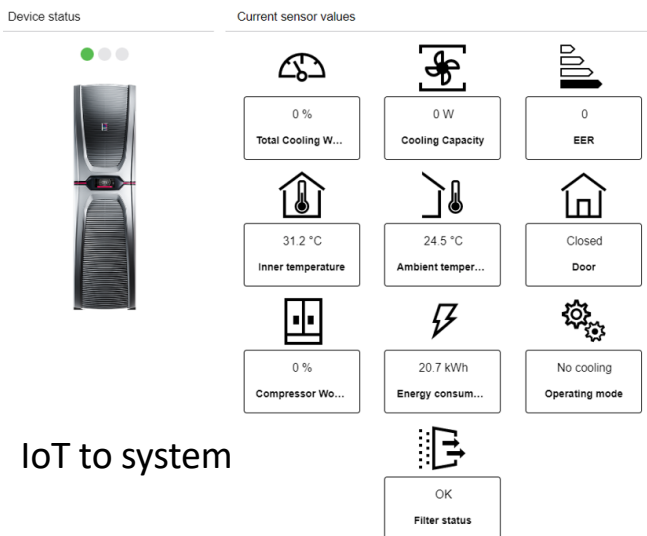 Device status
Current sensor values
0 %
Total Cooling W...
0 W
Cooling Capacity
0
EER
31.2 °C
Inner temperature
24.5 °C
Ambient temper...
Closed
Door
0 %
Compressor Wo...
20.7 kWh
Energy consum...
No cooling
Operating mode
IoT to system
OK
Filter status